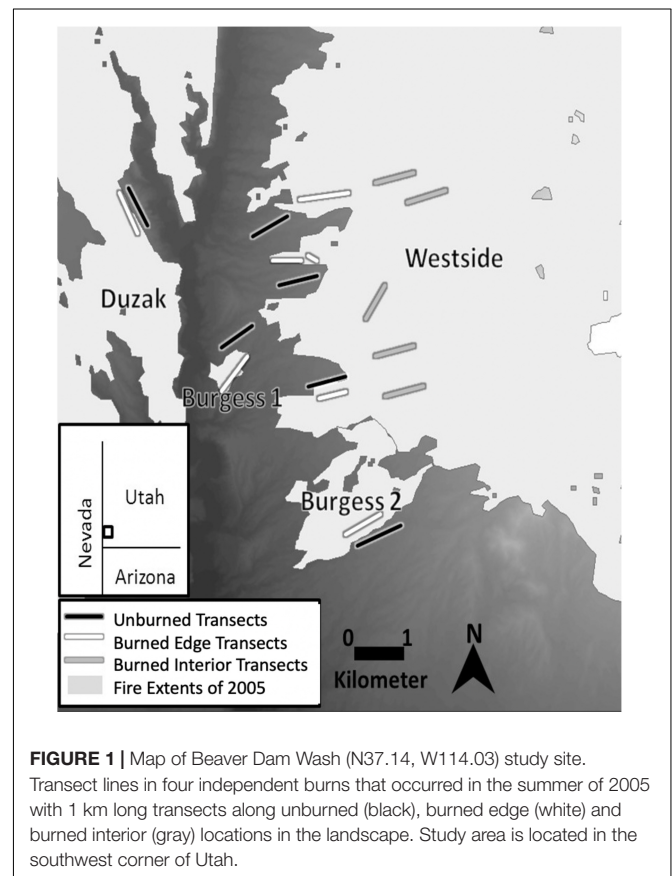 Westside
Duzak
Burgess 1
Burgess 2
Nevada
Utah
Arizona
Unburned Transects
Burned Edge Transects
Burned Interior Transects
Fire Extents of 2005
0 1
Kilometer
N
FIGURE 1 | Map of Beaver Dam Wash (N37.14, W114.03) study site.
Transect lines in four independent burns that occurred in the summer of 2005
with 1 km long transects along unburned (black), burned edge (white) and
burned interior (gray) locations in the landscape. Study area is located in the
southwest corner of Utah.